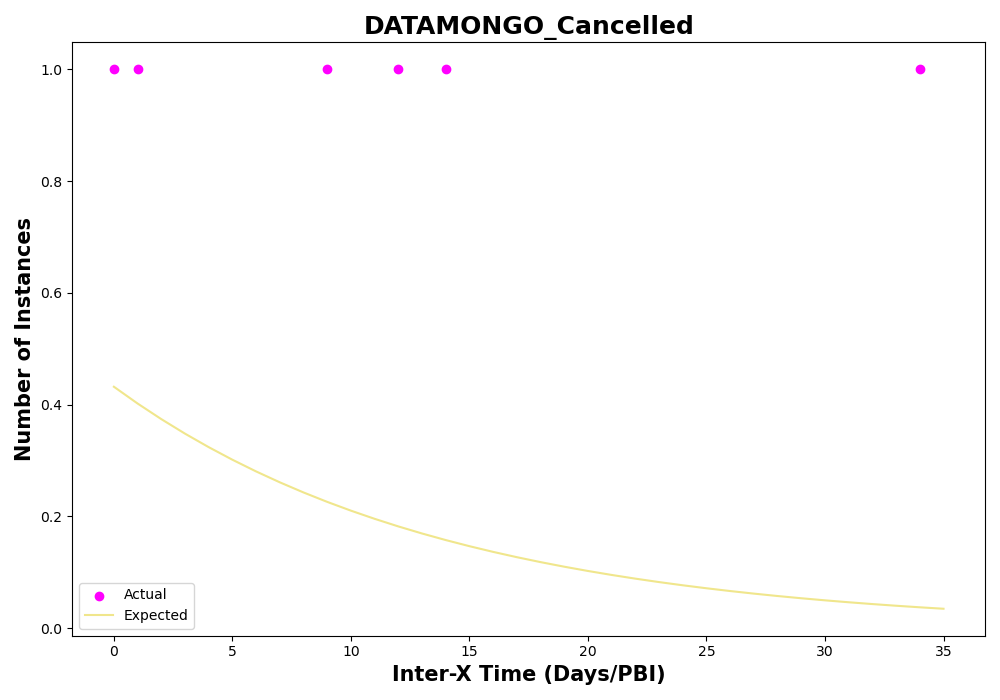 DATAMONGO_Cancelled
Number of Instances
1.0
0.8
0.6
0.4
0.2
0.0
Actual
Expected
0 5 10 15 20 25 30 35
Inter-X Time (Days/PBI)